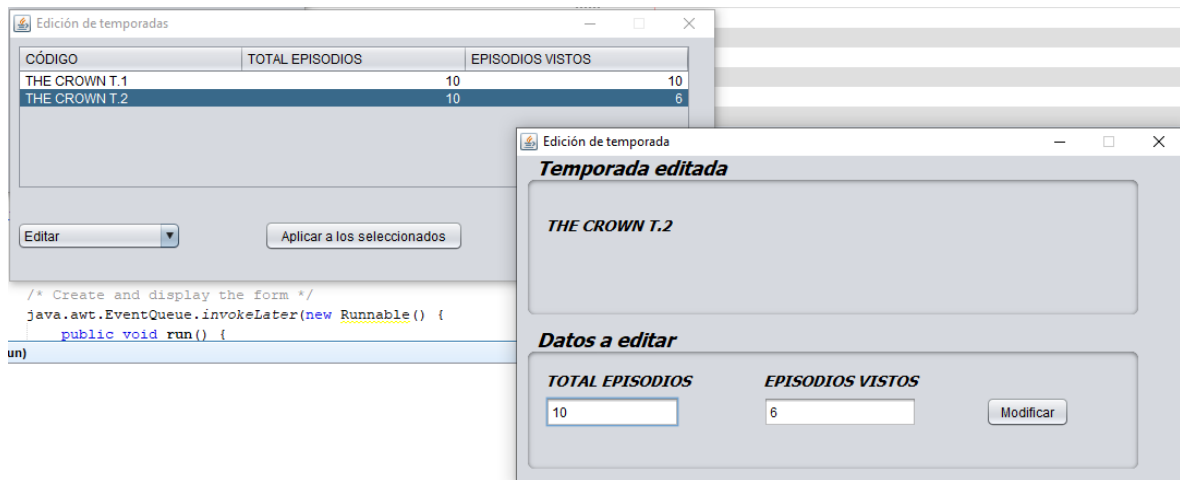 Edición de temporadas
CÓDIGO TOTAL EPISODIOS EPISODIOS VISTOS
THE CROWN T.1 10 10
THE CROWN T.2 10 6
Editar Aplicar a los seleccionados
/* Create and display the form */
java.awt.EventQueue.invokeLater(new Runnable() {
public void run() {
un)
Edición de temporada
Temporada editada
THE CROWN T.2
Datos a editar
TOTAL EPISODIOS EPISODIOS VISTOS
10 6 Modificar